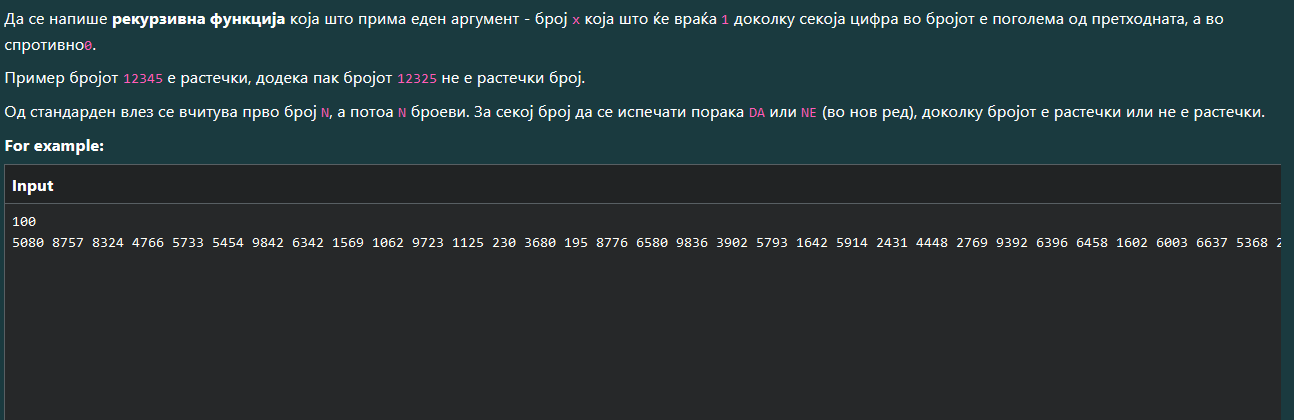 Да се напише рекурзивна функција која што прима еден аргумент - број x која што ќе враќа 1 доколку секоја цифра во бројот е поголема од претходната, а во
спротивно0.
Пример бројот 12345 е растечки, додека пак бројот 12325 не е растечки број.
Од стандарден влез се вчитува прво број N, а потоа N броеви. За секој број да се испечати порака DA или NE (во нов ред), доколку бројот е растечки или не е растечки.
For example:
Input
100
5080 8757 8324 4766 5733 5454 9842 6342 1569 1062 9723 1125 230 3680 195 8776 6580 9836 3902 5793 1642 5914 2431 4448 2769 9392 6396 6458 1602 6003 6637 5368 2